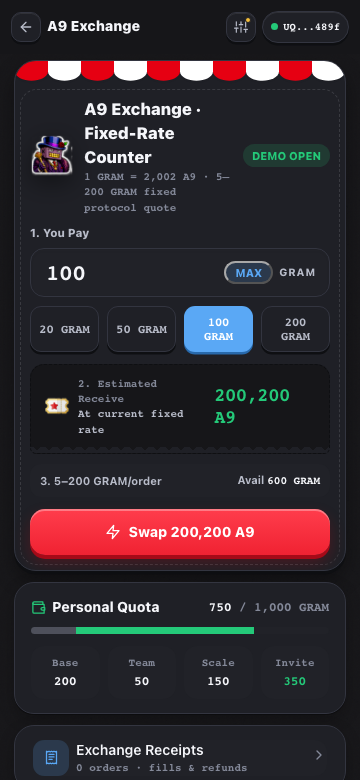 A9 Exchange
UQ...489f
A9 Exchange ·
Fixed-Rate
Counter
1 GRAM = 2,002 A9 · 5–
200 GRAM fixed
protocol quote
DEMO OPEN
1. You Pay
100
MAX
GRAM
20 GRAM
50 GRAM
100
GRAM
200
GRAM
2. Estimated
Receive
At current fixed
rate
200,200
A9
3. 5–200 GRAM/order
Avail 600 GRAM
Swap 200,200 A9
Personal Quota
750 / 1,000 GRAM
Base
200
Team
50
Scale
150
Invite
350
Exchange Receipts
0 orders · fills & refunds